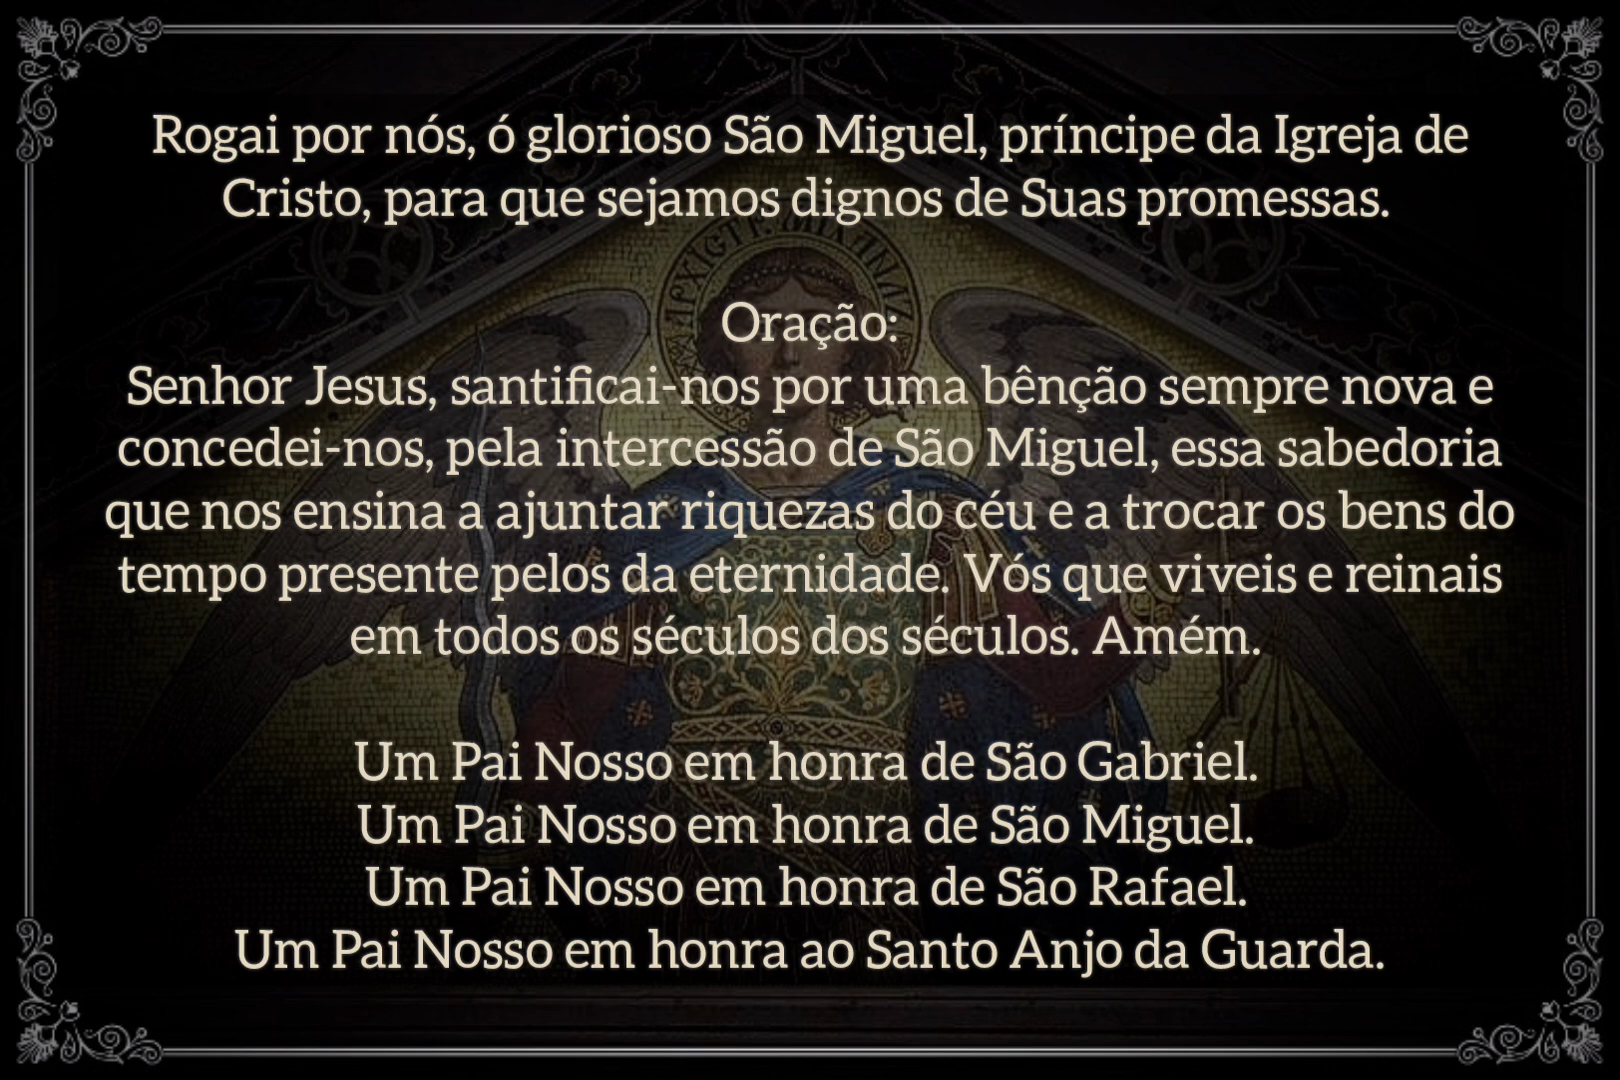 Rogai por nós, ó glorioso São Miguel, príncipe da Igreja de
Cristo, para que sejamos dignos de Suas promessas.
Oração:
Senhor Jesus, santificai-nos por uma bênção sempre nova e
concedei-nos, pela intercessão de São Miguel, essa sabedoria
que nos ensina a ajuntar riquezas do céu e a trocar os bens do
tempo presente pelos da eternidade. Vós que viveis e reinais
em todos os séculos dos séculos. Amém.
Um Pai Nosso em honra de São Gabriel.
Um Pai Nosso em honra de São Miguel.
Um Pai Nosso em honra de São Rafael.
Um Pai Nosso em honra ao Santo Anjo da Guarda.